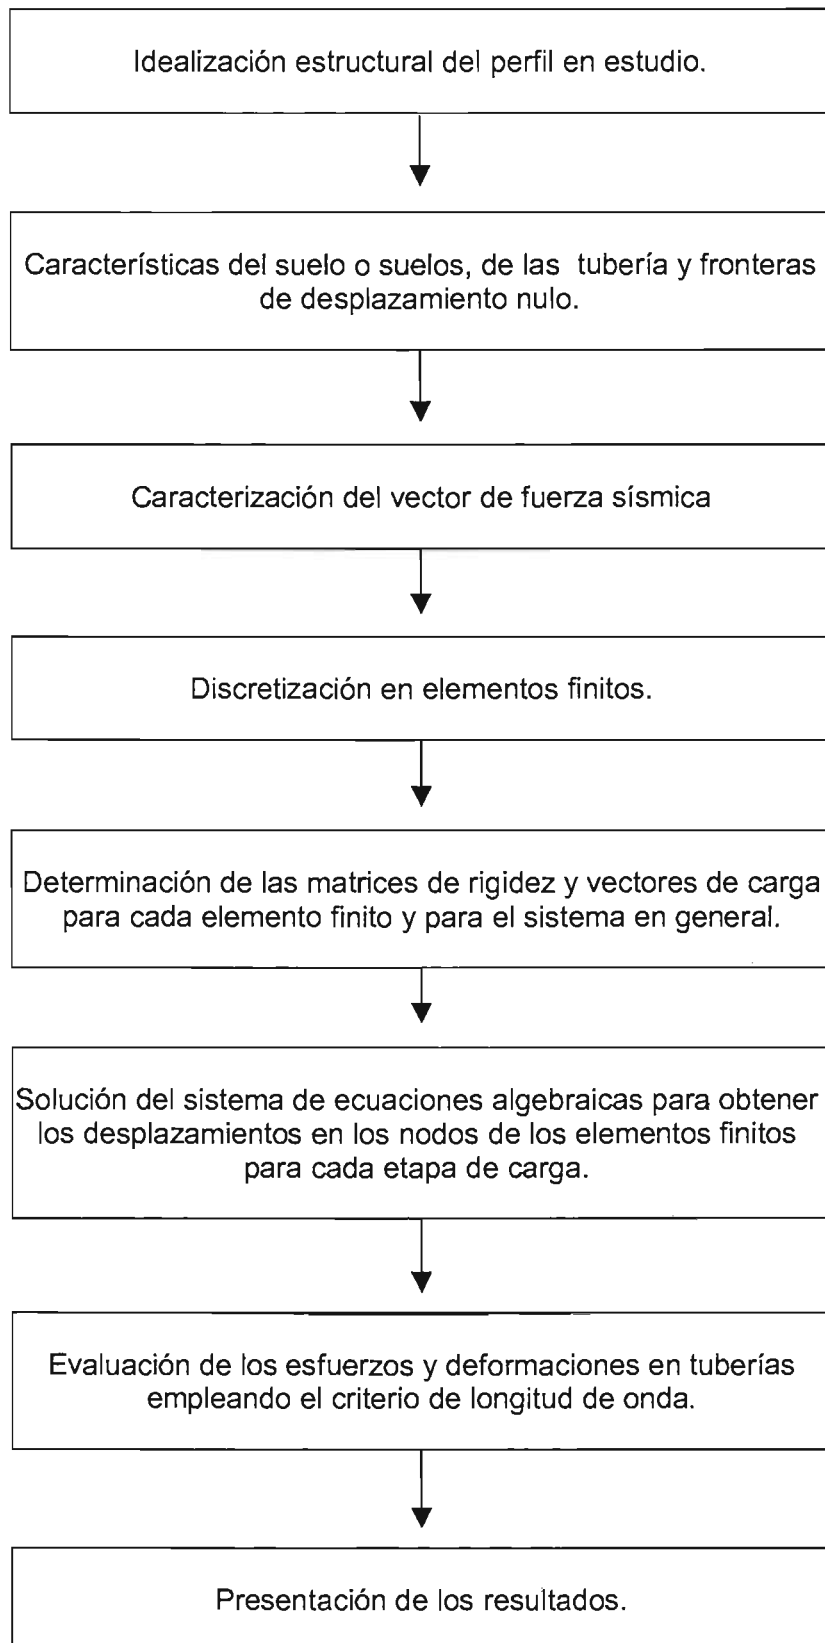 Idealización estructural del perfil en estudio.
Características del suelo o suelos, de las tubería y fronteras
de desplazamiento nulo.
Caracterización del vector de fuerza sísmica
Discretización en elementos finitos.
Determinación de las matrices de rigidez y vectores de carga
para cada elemento finito y para el sistema en general.
Solución del sistema de ecuaciones algebraicas para obtener
los desplazamientos en los nodos de los elementos finitos
para cada etapa de carga.
Evaluación de los esfuerzos y deformaciones en tuberías
empleando el criterio de longitud de onda.
Presentación de los resultados.